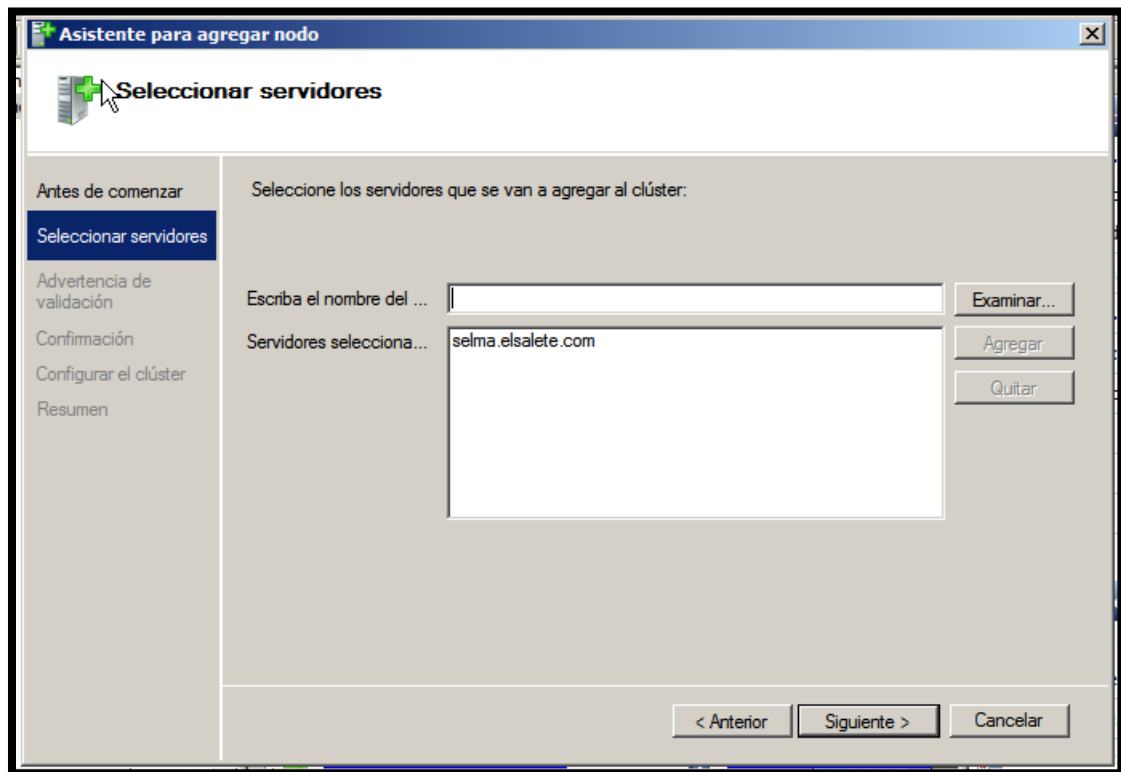 Asistente para agregar nodo
Seleccionar servidores
Antes de comenzar
Seleccionar servidores
Advertencia de
validación
Confirmación
Configurar el clúster
Resumen
Seleccione los servidores que se van a agregar al clúster:
Escriba el nombre del ...
Examinar...
Servidores selecciona...
selma.elsalete.com
Agregar
Quitar
< Anterior
Siguiente >
Cancelar